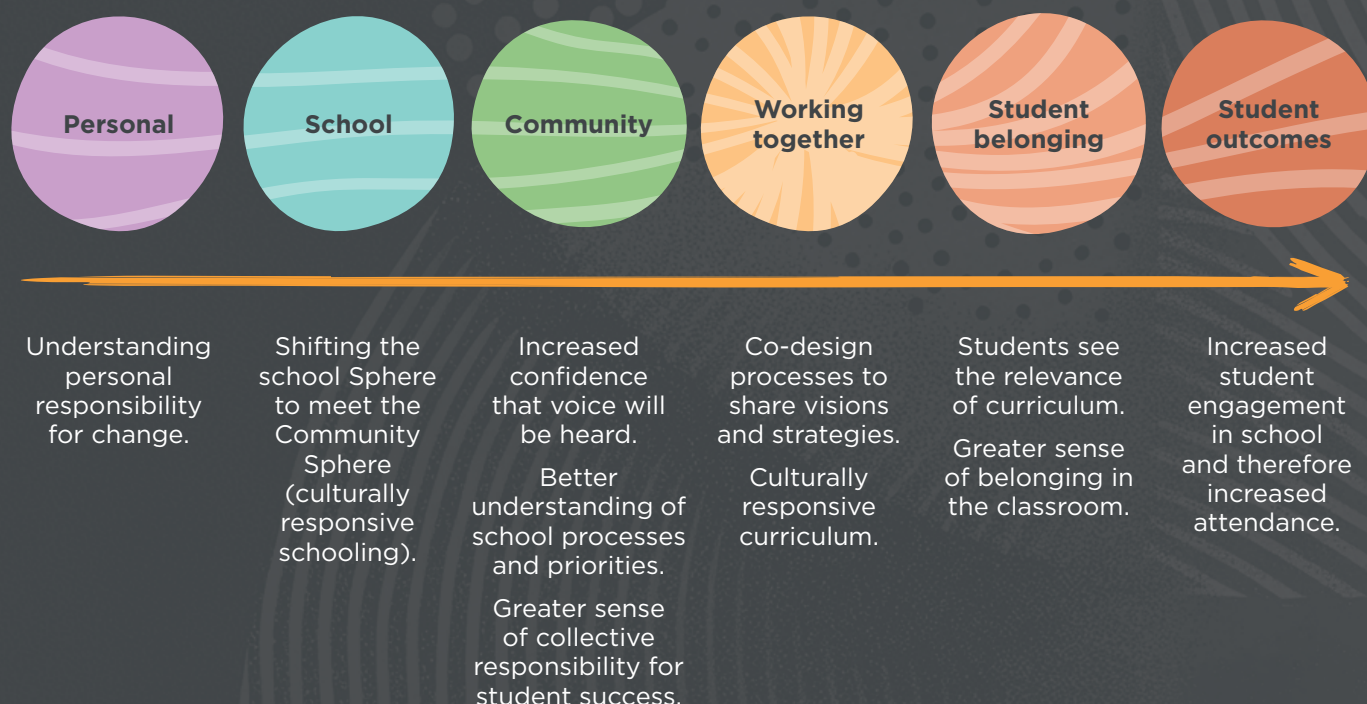 Personal
School
Community
Working
together
Student
belonging
Student
outcomes
Understanding
personal
responsibility
for change.
Shifting the
school Sphere
to meet the
Community
Sphere
(culturally
responsive
schooling).
Increased
confidence
that voice will
be heard.
Better
understanding of
school processes
and priorities.
Greater sense
of collective
responsibility for
student success.
Co-design
processes to
share visions
and strategies.
Culturally
responsive
curriculum.
Students see
the relevance
of curriculum.
Greater sense
of belonging in
the classroom.
Increased
student
engagement
in school
and therefore
increased
attendance.